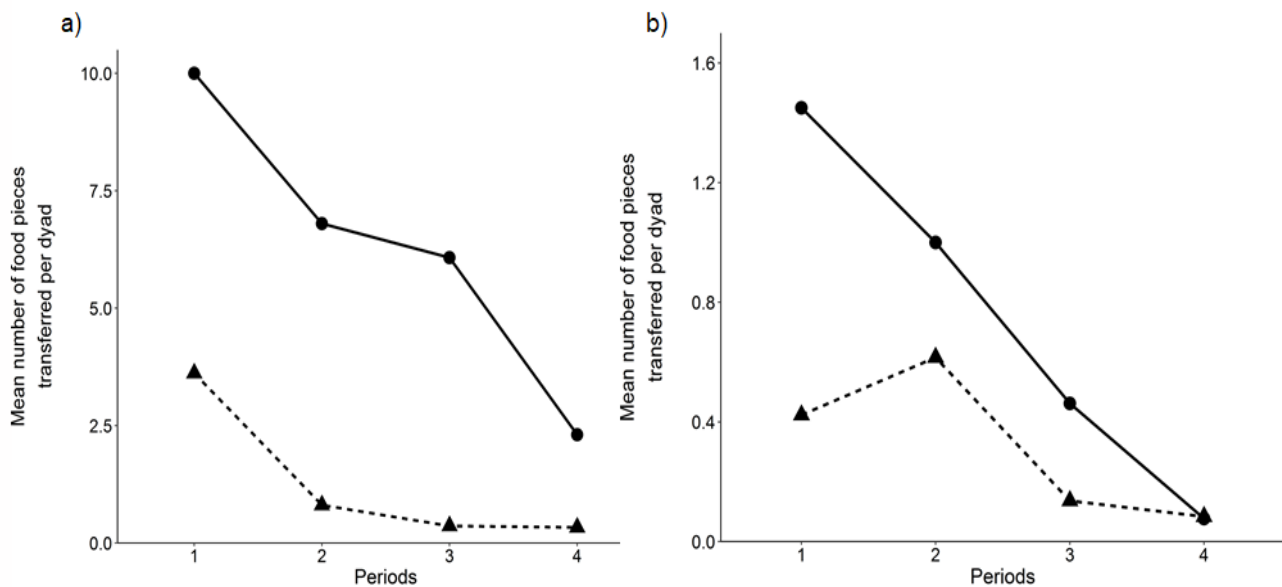 a)
Mean number of food pieces
transferred per dyad
10.0
7.5
5.0
2.5
0.0
1
2
3
4
Periods
b)
Mean number of food pieces
transferred per dyad
1.6
1.2
0.8
0.4
0.0
1
2
3
4
Periods